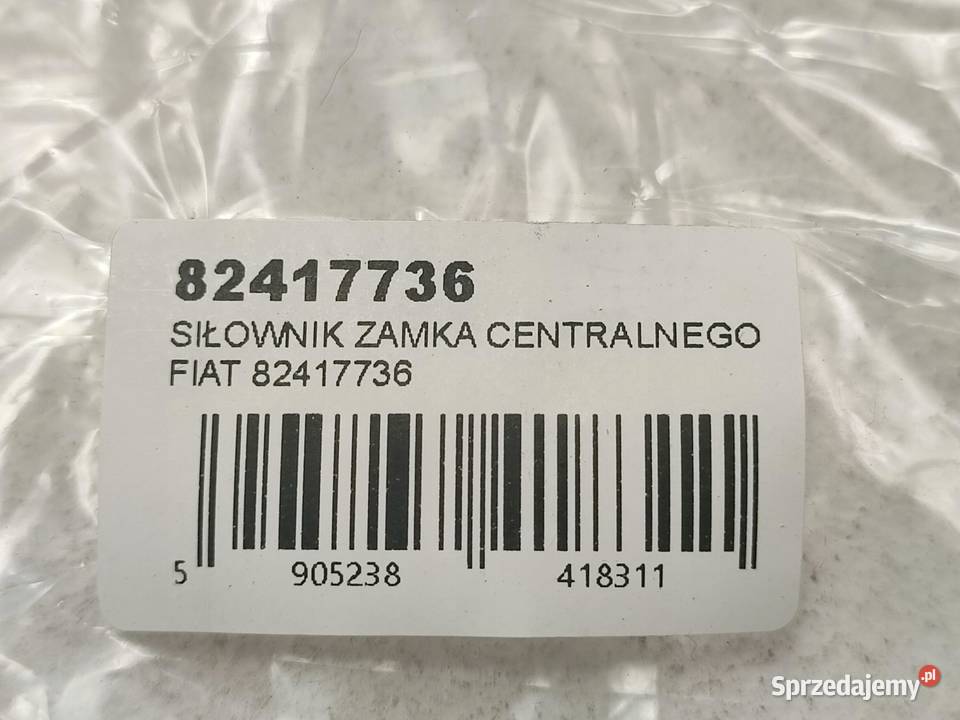 82417736
SIŁOWNIK ZAMKA CENTRALNEGO
FIAT 82417736
5 905238 418311
Sprzedajemy.pl